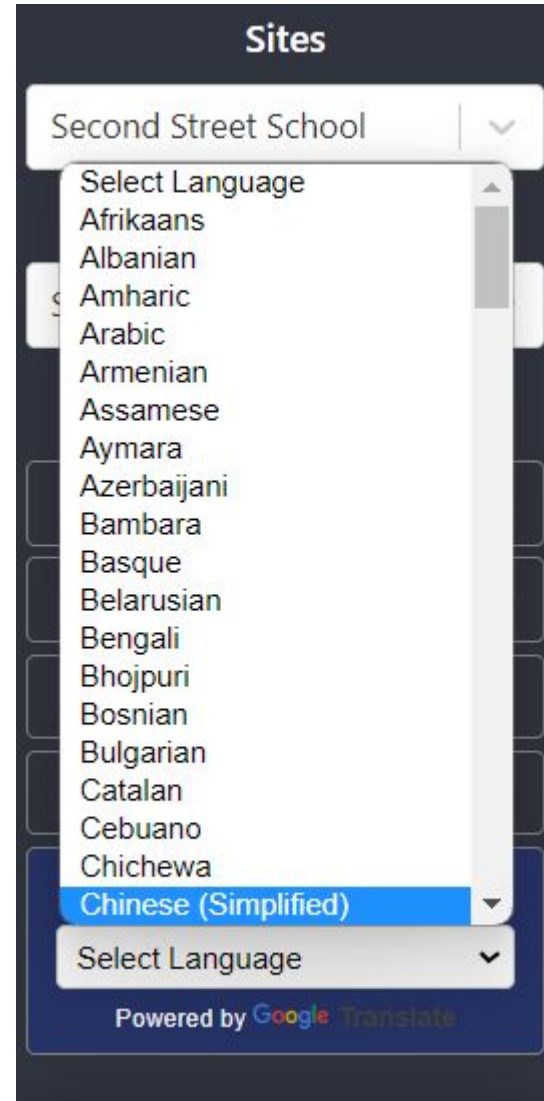 Sites
Second Street School
Select Language
Afrikaans
Albanian
Amharic
Arabic
Armenian
Assamese
Aymara
Azerbaijani
Bambara
Basque
Belarusian
Bengali
Bhojpuri
Bosnian
Bulgarian
Catalan
Cebuano
Chichewa
Chinese (Simplified)
Select Language
Powered by Google Translate